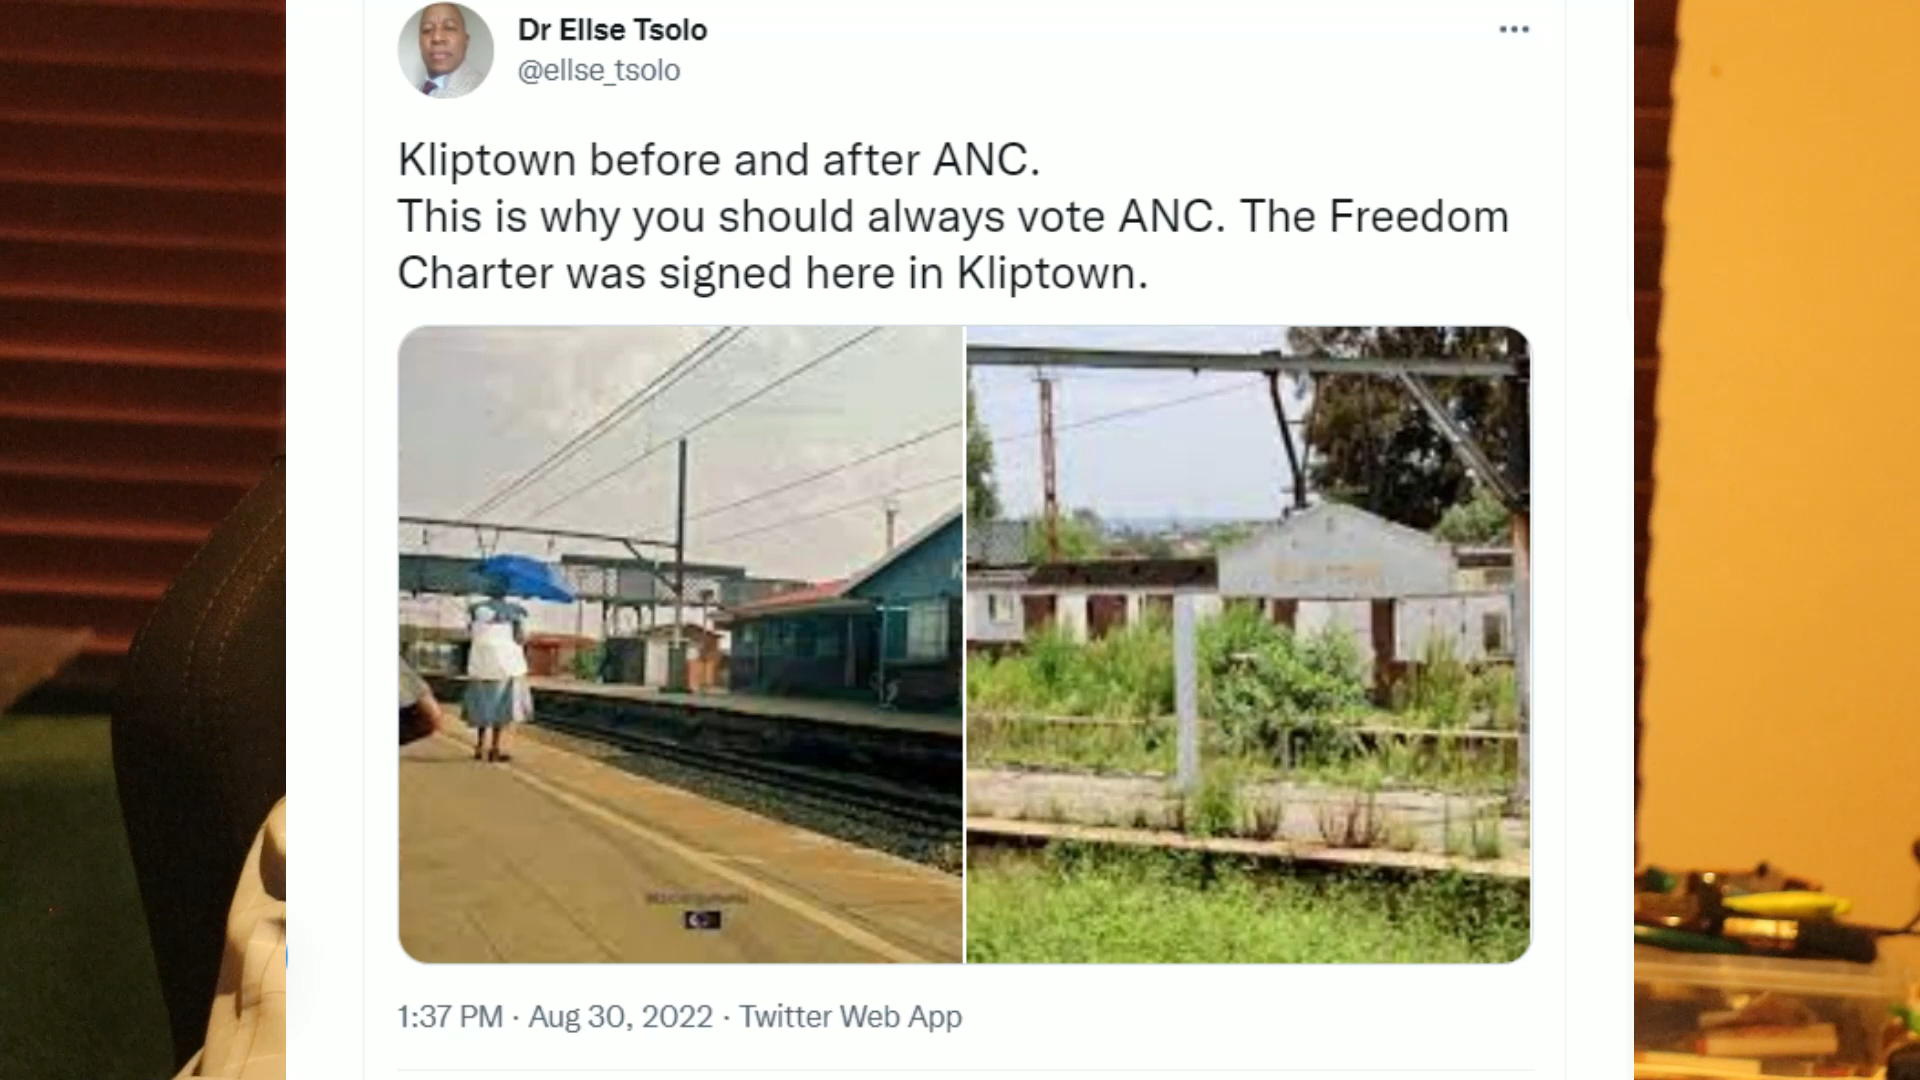 Dr Ellse Tsolo
@ellse_tsolo
Kliptown before and after ANC.
This is why you should always vote ANC. The Freedom
Charter was signed here in Kliptown.
1:37 PM · Aug 30, 2022 · Twitter Web App